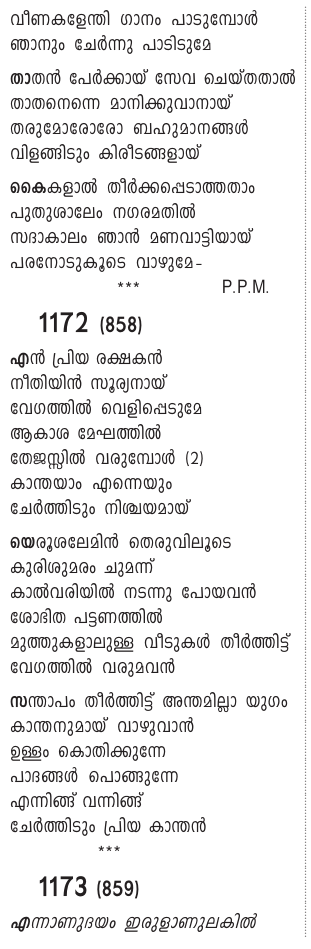 വീണകളേന്തി ഗാനം പാടുമ്പോൾ
ഞാനും ചേർന്നു പാടിടുമേ
താതൻ പേർക്കായ് സേവ ചെയ്തതാൽ
താതനെന്നെ മാനിക്കുവാനായ്
തരുമോരോരോ ബഹുമാനങ്ങൾ
വിളങ്ങിടും കിരീടങ്ങളായ്
കൈകളാൽ തീർക്കപ്പെടാത്തതാം
പുതുശാലേം നഗരമതിൽ
സദാകാലം ഞാൻ മണവാട്ടിയായ്
പരനോടുകൂടെ വാഴുമേ-
*** P.P.M.
1172 (858)
എൻ പ്രിയ രക്ഷകൻ
നീതിയിൻ സൂര്യനായ്
വേഗത്തിൽ വെളിപ്പെടുമേ
ആകാശ മേഘത്തിൽ
തേജസ്സിൽ വരുമ്പോൾ (2)
കാന്തയാം എന്നെയും
ചേർത്തിടും നിശ്ചയമായ്
യെരൂശലേമിൻ തെരുവിലൂടെ
കുരിശുമരം ചുമന്ന്
കാൽവരിയിൽ നടന്നു പോയവൻ
ശോഭിത പട്ടണത്തിൽ
മുത്തുകളാലുള്ള വീടുകൾ തീർത്തിട്ട്
വേഗത്തിൽ വരുമവൻ
സന്താപം തീർത്തിട്ട് അന്തമില്ലാ യുഗം
കാന്തനുമായ് വാഴുവാൻ
ഉള്ളം കൊതിക്കുന്നേ
പാദങ്ങൾ പൊങ്ങുന്നേ
എന്നിങ്ങ് വന്നിങ്ങ്
ചേർത്തിടും പ്രിയ കാന്തൻ
***
1173 (859)
എന്നാണുദയം ഇരുളാണുലകിൽ